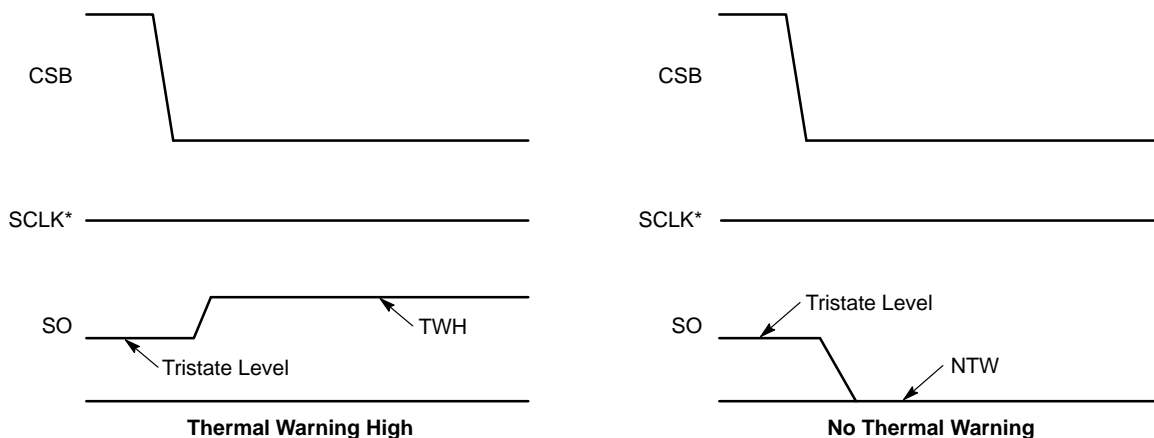 CSB
SCLK*
SO
TWH
Tristate Level
Thermal Warning High
CSB
SCLK*
Tristate Level
SO
NTW
No Thermal Warning